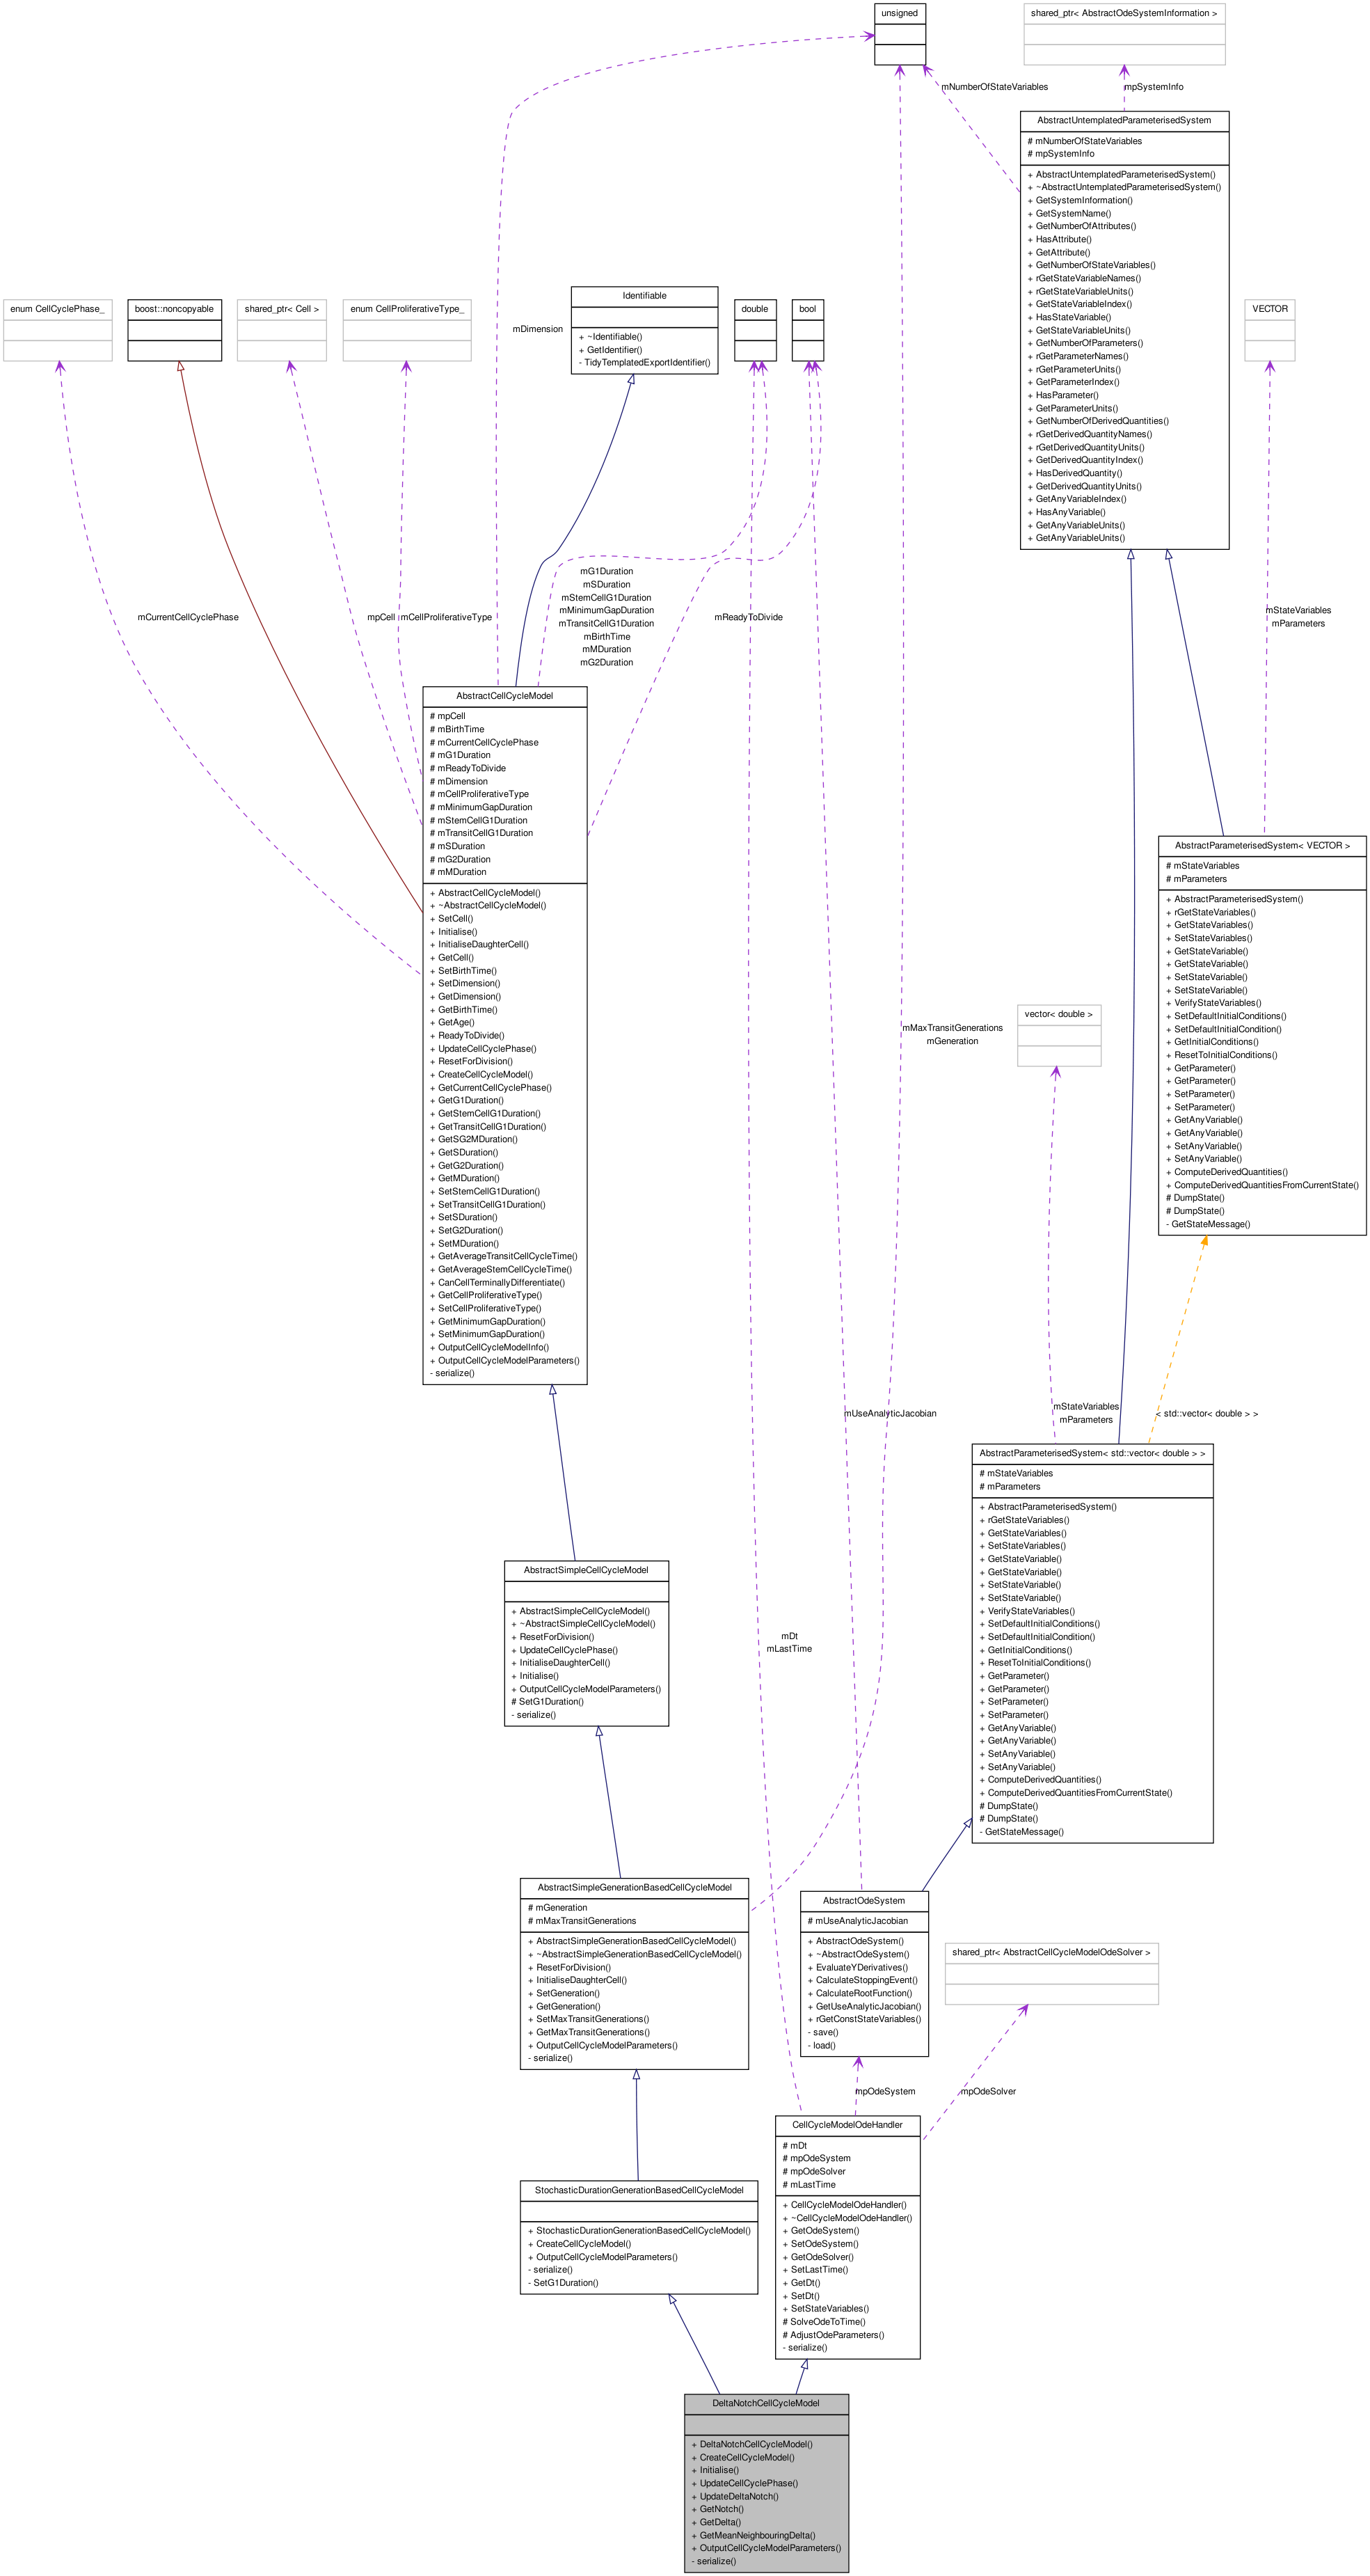 unsigned
shared_ptr< AbstractOdeSystemInformation >
mNumberOfStateVariables
mpSystemInfo
AbstractUntemplatedParameterisedSystem
# mNumberOfStateVariables
# mpSystemInfo
+ AbstractUntemplatedParameterisedSystem()
+ ~AbstractUntemplatedParameterisedSystem()
+ GetSystemInformation()
+ GetSystemName()
+ GetNumberOfAttributes()
+ HasAttribute()
+ GetAttribute()
+ GetNumberOfStateVariables()
+ rGetStateVariableNames()
+ rGetStateVariableUnits()
+ GetStateVariableIndex()
+ HasStateVariable()
+ GetStateVariableUnits()
+ GetNumberOfParameters()
+ rGetParameterNames()
+ rGetParameterUnits()
+ GetParameterIndex()
+ HasParameter()
+ GetParameterUnits()
+ GetNumberOfDerivedQuantities()
+ rGetDerivedQuantityNames()
+ rGetDerivedQuantityUnits()
+ GetDerivedQuantityIndex()
+ HasDerivedQuantity()
+ GetDerivedQuantityUnits()
+ GetAnyVariableIndex()
+ HasAnyVariable()
+ GetAnyVariableUnits()
+ GetAnyVariableUnits()
enum CellCyclePhase_
boost::noncopyable
shared_ptr< Cell >
enum CellProliferativeType_
mDimension
Identifiable
+ ~Identifiable()
+ GetIdentifier()
- TidyTemplatedExportIdentifier()
double
bool
VECTOR
mCurrentCellCyclePhase
mpCell
mCellProliferativeType
mG1Duration
mSDuration
mStemCellG1Duration
mMinimumGapDuration
mTransitCellG1Duration
mBirthTime
mMDuration
mG2Duration
mReadyToDivide
mStateVariables
mParameters
AbstractCellCycleModel
# mpCell
# mBirthTime
# mCurrentCellCyclePhase
# mG1Duration
# mReadyToDivide
# mDimension
# mCellProliferativeType
# mMinimumGapDuration
# mStemCellG1Duration
# mTransitCellG1Duration
# mSDuration
# mG2Duration
# mMDuration
+ AbstractCellCycleModel()
+ ~AbstractCellCycleModel()
+ SetCell()
+ Initialise()
+ InitialiseDaughterCell()
+ GetCell()
+ SetBirthTime()
+ SetDimension()
+ GetDimension()
+ GetBirthTime()
+ GetAge()
+ ReadyToDivide()
+ UpdateCellCyclePhase()
+ ResetForDivision()
+ CreateCellCycleModel()
+ GetCurrentCellCyclePhase()
+ GetG1Duration()
+ GetStemCellG1Duration()
+ GetTransitCellG1Duration()
+ GetSG2MDuration()
+ GetSDuration()
+ GetG2Duration()
+ GetMDuration()
+ SetStemCellG1Duration()
+ SetTransitCellG1Duration()
+ SetSDuration()
+ SetG2Duration()
+ SetMDuration()
+ GetAverageTransitCellCycleTime()
+ GetAverageStemCellCycleTime()
+ CanCellTerminallyDifferentiate()
+ GetCellProliferativeType()
+ SetCellProliferativeType()
+ GetMinimumGapDuration()
+ SetMinimumGapDuration()
+ OutputCellCycleModelInfo()
+ OutputCellCycleModelParameters()
- serialize()
AbstractParameterisedSystem< VECTOR >
# mStateVariables
# mParameters
+ AbstractParameterisedSystem()
+ rGetStateVariables()
+ GetStateVariables()
+ SetStateVariables()
+ GetStateVariable()
+ GetStateVariable()
+ SetStateVariable()
+ SetStateVariable()
+ VerifyStateVariables()
+ SetDefaultInitialConditions()
+ SetDefaultInitialCondition()
+ GetInitialConditions()
+ ResetToInitialConditions()
+ GetParameter()
+ GetParameter()
+ SetParameter()
+ SetParameter()
+ GetAnyVariable()
+ GetAnyVariable()
+ SetAnyVariable()
+ SetAnyVariable()
+ ComputeDerivedQuantities()
+ ComputeDerivedQuantitiesFromCurrentState()
# DumpState()
# DumpState()
- GetStateMessage()
vector< double >
mMaxTransitGenerations
mGeneration
mUseAnalyticJacobian
mStateVariables
mParameters
< std::vector< double > >
AbstractParameterisedSystem< std::vector< double > >
# mStateVariables
# mParameters
+ AbstractParameterisedSystem()
+ rGetStateVariables()
+ GetStateVariables()
+ SetStateVariables()
+ GetStateVariable()
+ GetStateVariable()
+ SetStateVariable()
+ SetStateVariable()
+ VerifyStateVariables()
+ SetDefaultInitialConditions()
+ SetDefaultInitialCondition()
+ GetInitialConditions()
+ ResetToInitialConditions()
+ GetParameter()
+ GetParameter()
+ SetParameter()
+ SetParameter()
+ GetAnyVariable()
+ GetAnyVariable()
+ SetAnyVariable()
+ SetAnyVariable()
+ ComputeDerivedQuantities()
+ ComputeDerivedQuantitiesFromCurrentState()
# DumpState()
# DumpState()
- GetStateMessage()
AbstractSimpleCellCycleModel
+ AbstractSimpleCellCycleModel()
+ ~AbstractSimpleCellCycleModel()
+ ResetForDivision()
+ UpdateCellCyclePhase()
+ InitialiseDaughterCell()
+ Initialise()
+ OutputCellCycleModelParameters()
# SetG1Duration()
- serialize()
mDt
mLastTime
AbstractSimpleGenerationBasedCellCycleModel
# mGeneration
# mMaxTransitGenerations
+ AbstractSimpleGenerationBasedCellCycleModel()
+ ~AbstractSimpleGenerationBasedCellCycleModel()
+ ResetForDivision()
+ InitialiseDaughterCell()
+ SetGeneration()
+ GetGeneration()
+ SetMaxTransitGenerations()
+ GetMaxTransitGenerations()
+ OutputCellCycleModelParameters()
- serialize()
AbstractOdeSystem
# mUseAnalyticJacobian
+ AbstractOdeSystem()
+ ~AbstractOdeSystem()
+ EvaluateYDerivatives()
+ CalculateStoppingEvent()
+ CalculateRootFunction()
+ GetUseAnalyticJacobian()
+ rGetConstStateVariables()
- save()
- load()
shared_ptr< AbstractCellCycleModelOdeSolver >
mpOdeSystem
mpOdeSolver
CellCycleModelOdeHandler
# mDt
# mpOdeSystem
# mpOdeSolver
# mLastTime
+ CellCycleModelOdeHandler()
+ ~CellCycleModelOdeHandler()
+ GetOdeSystem()
+ SetOdeSystem()
+ GetOdeSolver()
+ SetLastTime()
+ GetDt()
+ SetDt()
+ SetStateVariables()
# SolveOdeToTime()
# AdjustOdeParameters()
- serialize()
StochasticDurationGenerationBasedCellCycleModel
+ StochasticDurationGenerationBasedCellCycleModel()
+ CreateCellCycleModel()
+ OutputCellCycleModelParameters()
- serialize()
- SetG1Duration()
DeltaNotchCellCycleModel
+ DeltaNotchCellCycleModel()
+ CreateCellCycleModel()
+ Initialise()
+ UpdateCellCyclePhase()
+ UpdateDeltaNotch()
+ GetNotch()
+ GetDelta()
+ GetMeanNeighbouringDelta()
+ OutputCellCycleModelParameters()
- serialize()